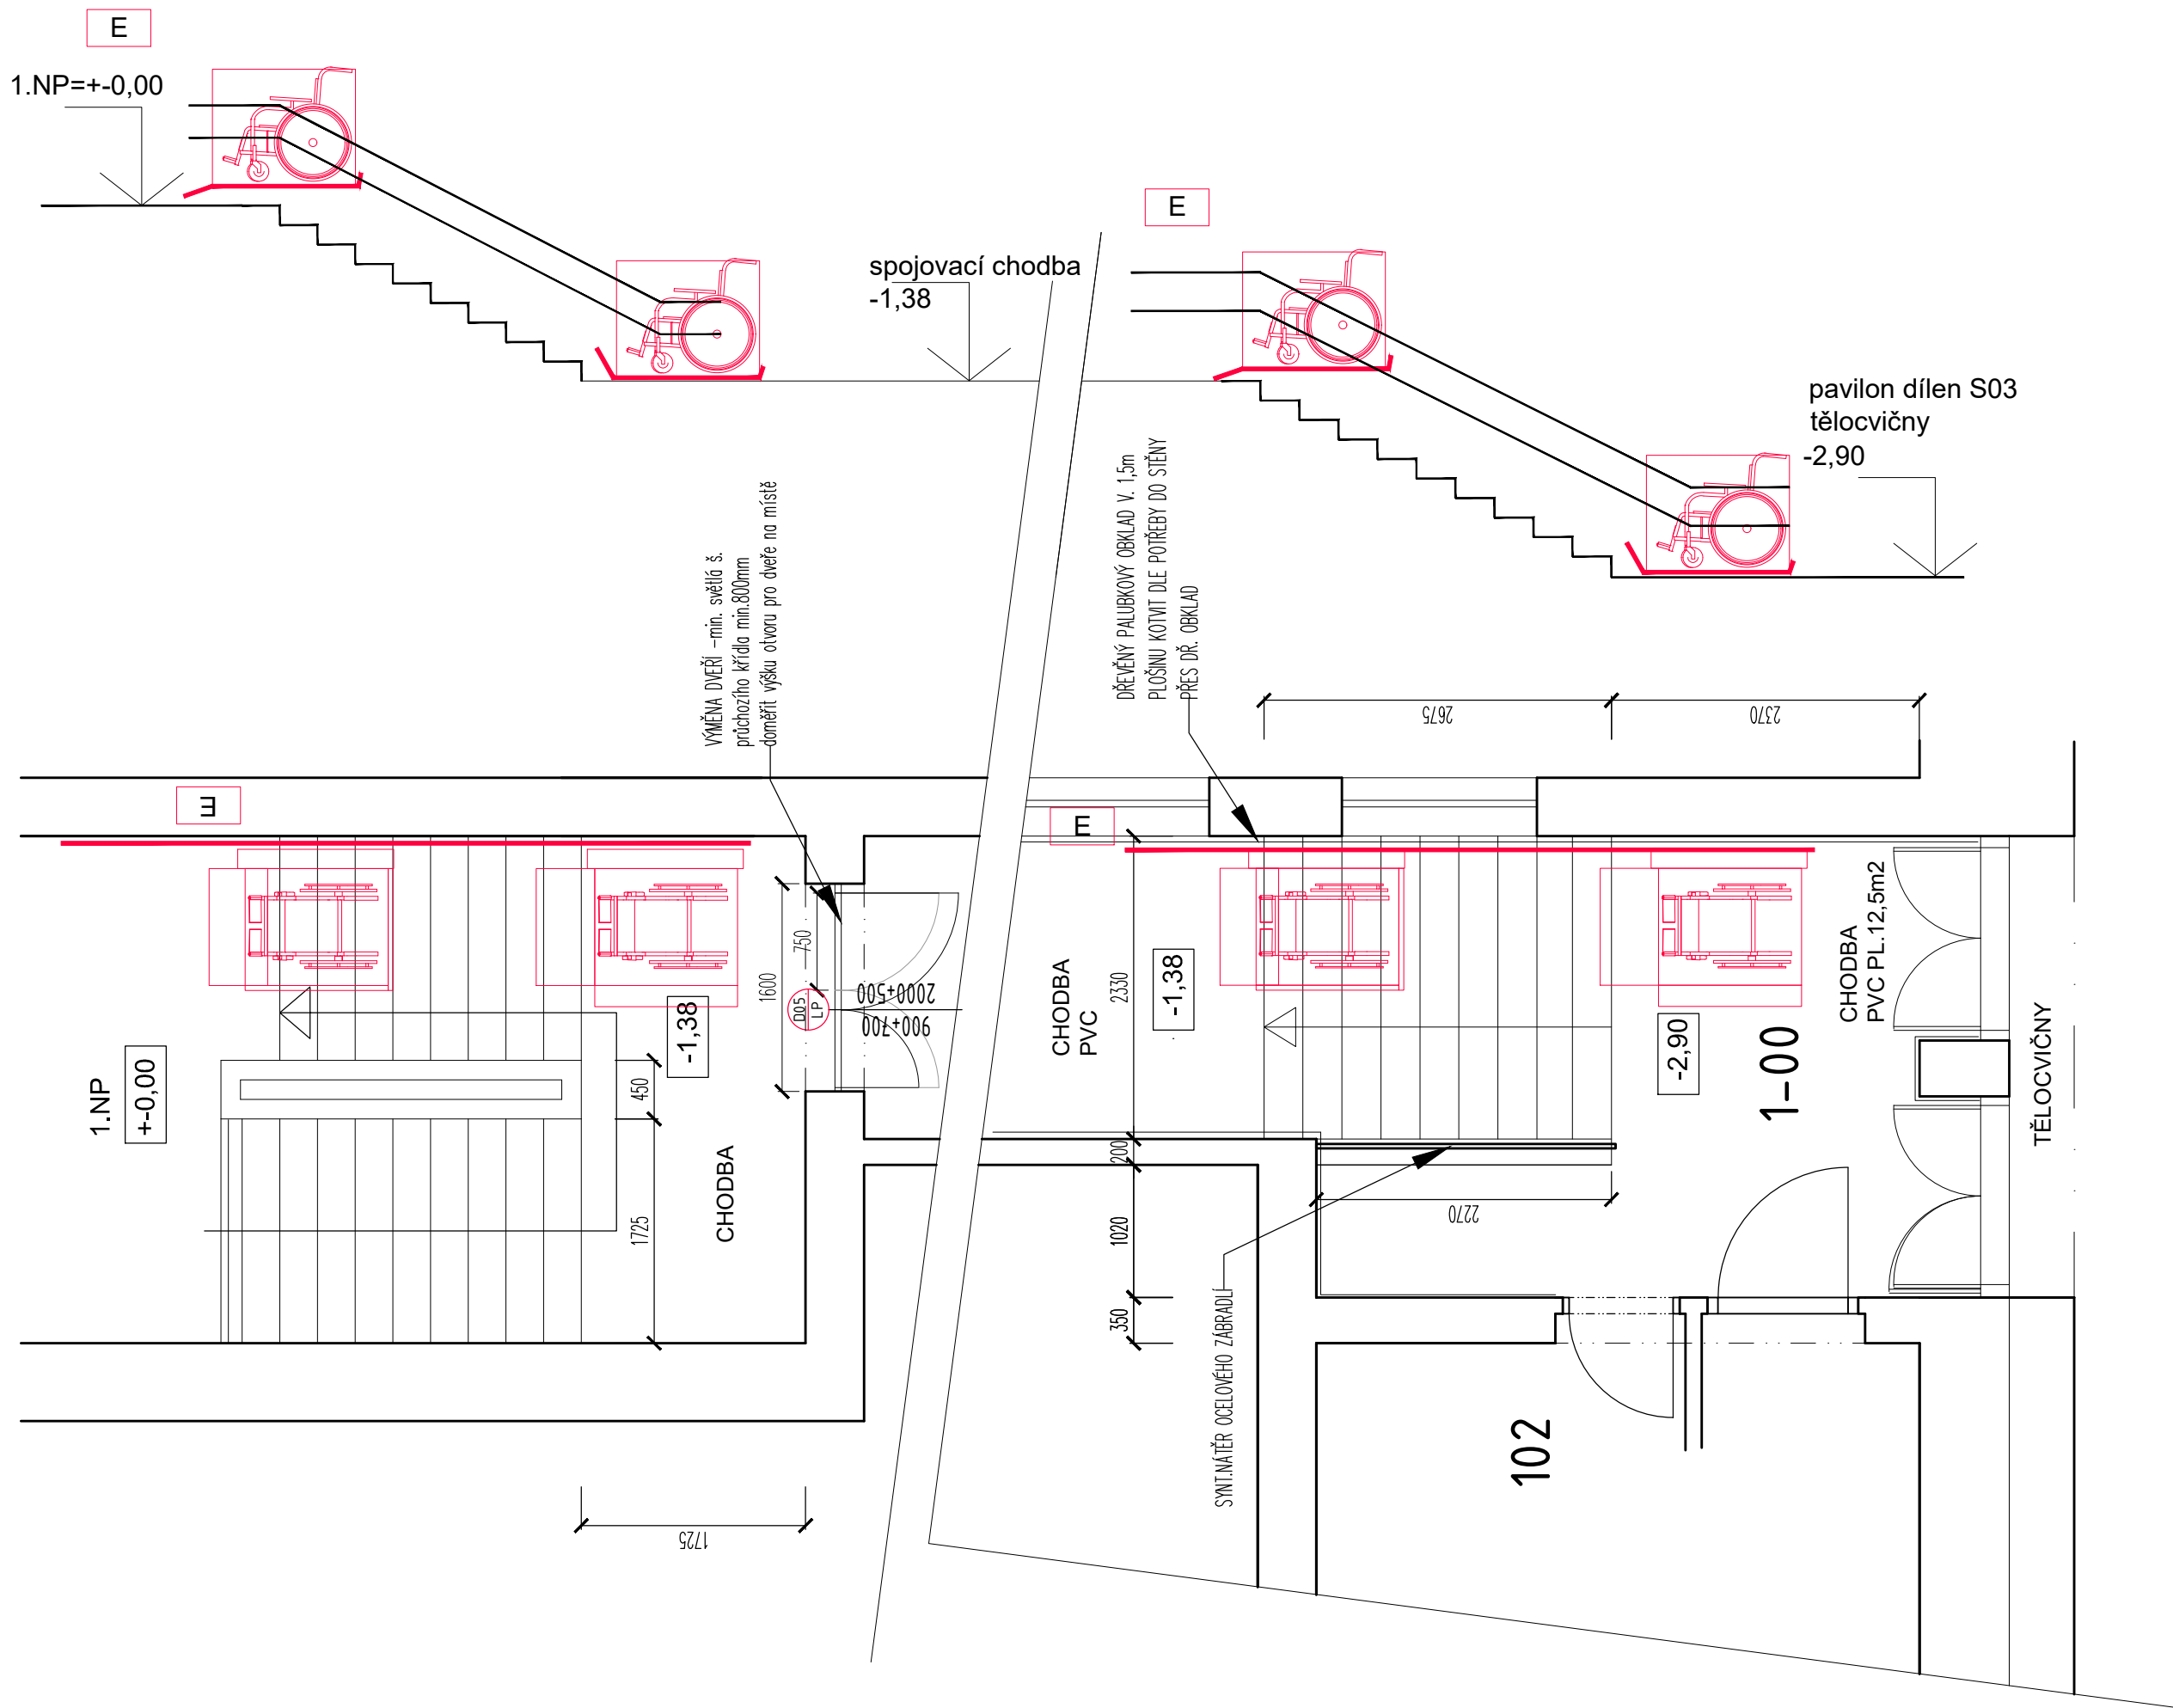 E
1.NP=+-0,00
E
spojovací chodba
-1,38
pavilon dílen S03
tělocvičny
-2,90
VÝMĚNA DVEŘÍ -min. světlá š.
průchozího křídla min.800mm
doměřit výšku otvoru pro dveře na místě
DŘEVĚNÝ PALUBKOVÝ OBKLAD V. 1,5m
PLOŠINU KOTVIT DLE POTŘEBY DO STĚNY
PŘES DŘ. OBKLAD
2675
2370
E
E
1.NP
+-0,00
-1,38
450
1725
CHODBA
1600
750
D05
LP
2000+500
900+700
CHODBA
PVC
2330
-1,38
200
1020
350
2270
SYNT.NÁTĚR OCELOVÉHO ZÁBRADLÍ
-2,90
1-00
CHODBA
PVC PL.12,5m2
TĚLOCVIČNY
102
1725